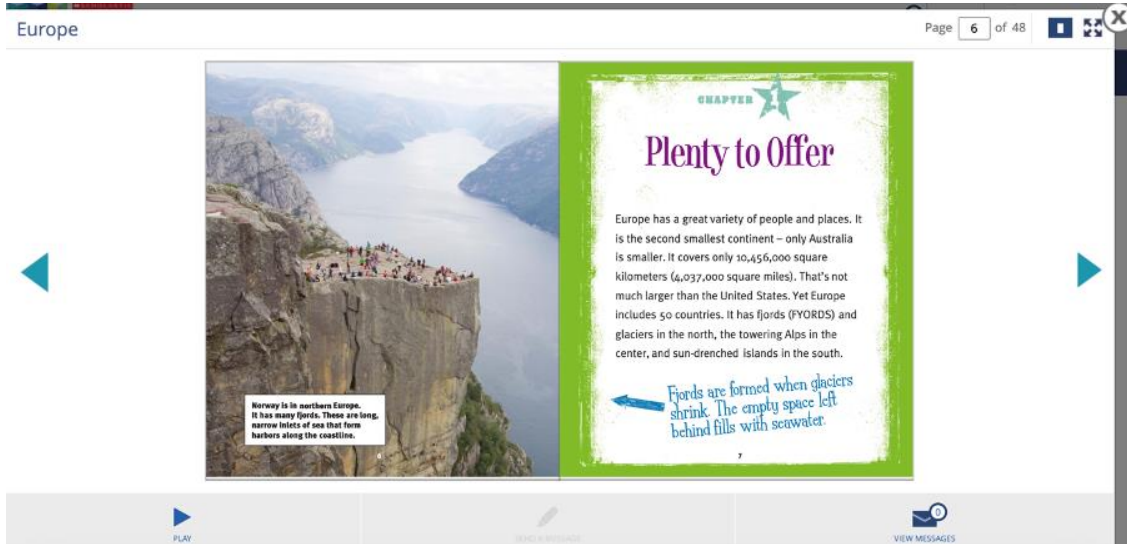 SCHOLASTIC
Europe
Page 6 of 48
X
Norway is in northern Europe.
It has many fjords. These are long,
narrow inlets of sea that form
harbors along the coastline.
6
CHAPTER 1
Plenty to Offer
Europe has a great variety of people and places. It
is the second smallest continent – only Australia
is smaller. It covers only 10,456,000 square
kilometers (4,037,000 square miles). That's not
much larger than the United States. Yet Europe
includes 50 countries. It has fjords (FYORDS) and
glaciers in the north, the towering Alps in the
center, and sun-drenched islands in the south.
Fjords are formed when glaciers
shrink. The empty space left
behind fills with seawater.
7
PLAY
SEND A MESSAGE
0
VIEW MESSAGES